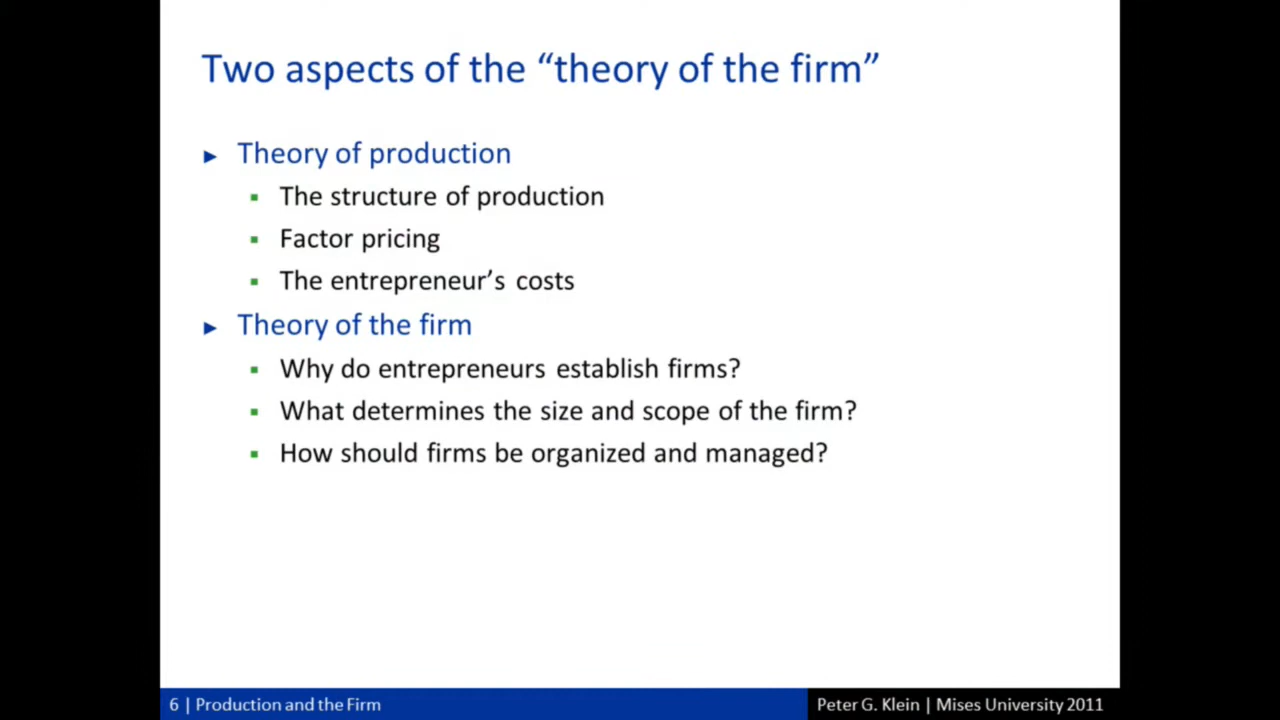 Two aspects of the “theory of the firm”
► Theory of production
▪ The structure of production
▪ Factor pricing
▪ The entrepreneur’s costs
► Theory of the firm
▪ Why do entrepreneurs establish firms?
▪ What determines the size and scope of the firm?
▪ How should firms be organized and managed?
6 | Production and the Firm
Peter G. Klein | Mises University 2011